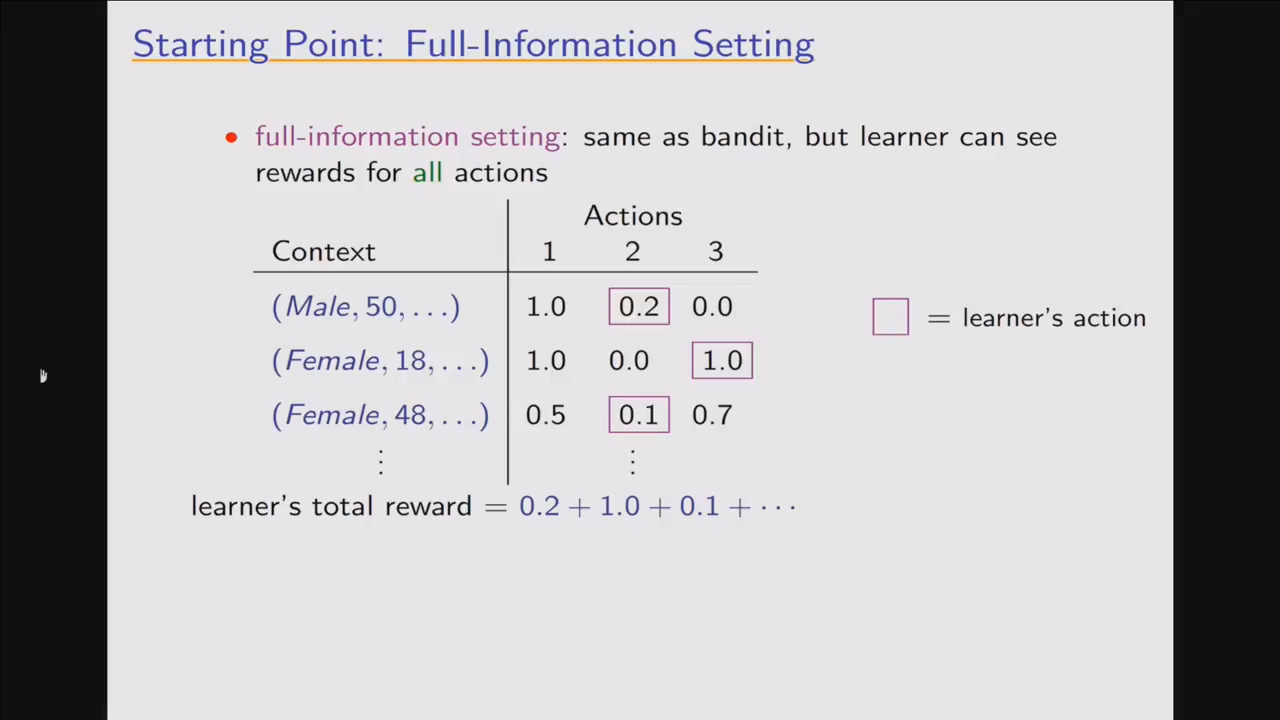 Starting Point: Full-Information Setting
• full-information setting: same as bandit, but learner can see
rewards for all actions
Actions
Context 1 2 3
(Male, 50, . . .) 1.0 0.2 0.0
= learner's action
(Female, 18, . . .) 1.0 0.0 1.0
(Female, 48, . . .) 0.5 0.1 0.7
⋮ ⋮
learner's total reward = 0.2 + 1.0 + 0.1 + · · ·